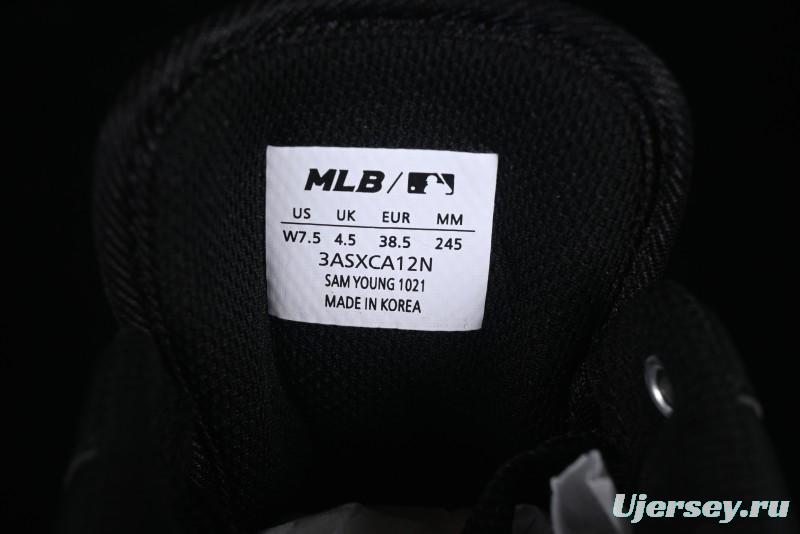 MLB /
US UK EUR MM
W7.5 4.5 38.5 245
3ASXCA12N
SAM YOUNG 1021
MADE IN KOREA
Ujersey.ru